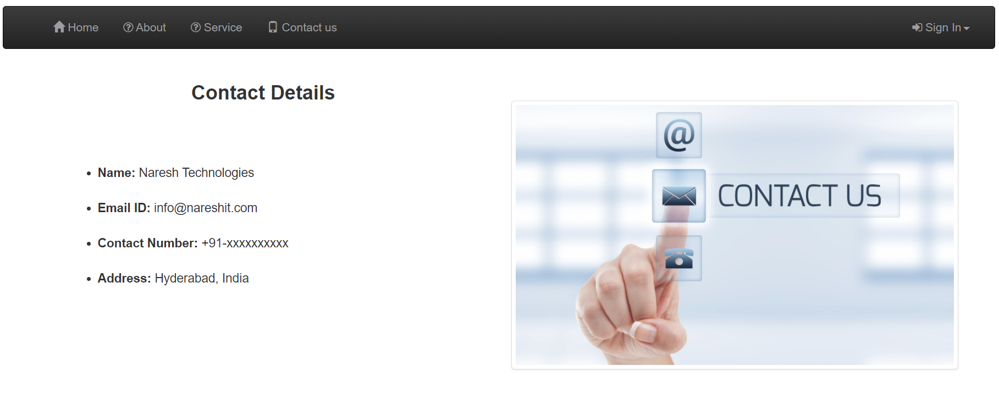 Home About Service Contact us Sign In
Contact Details
Name: Naresh Technologies
Email ID: info@nareshit.com
Contact Number: +91-xxxxxxxxxx
Address: Hyderabad, India
@
CONTACT US